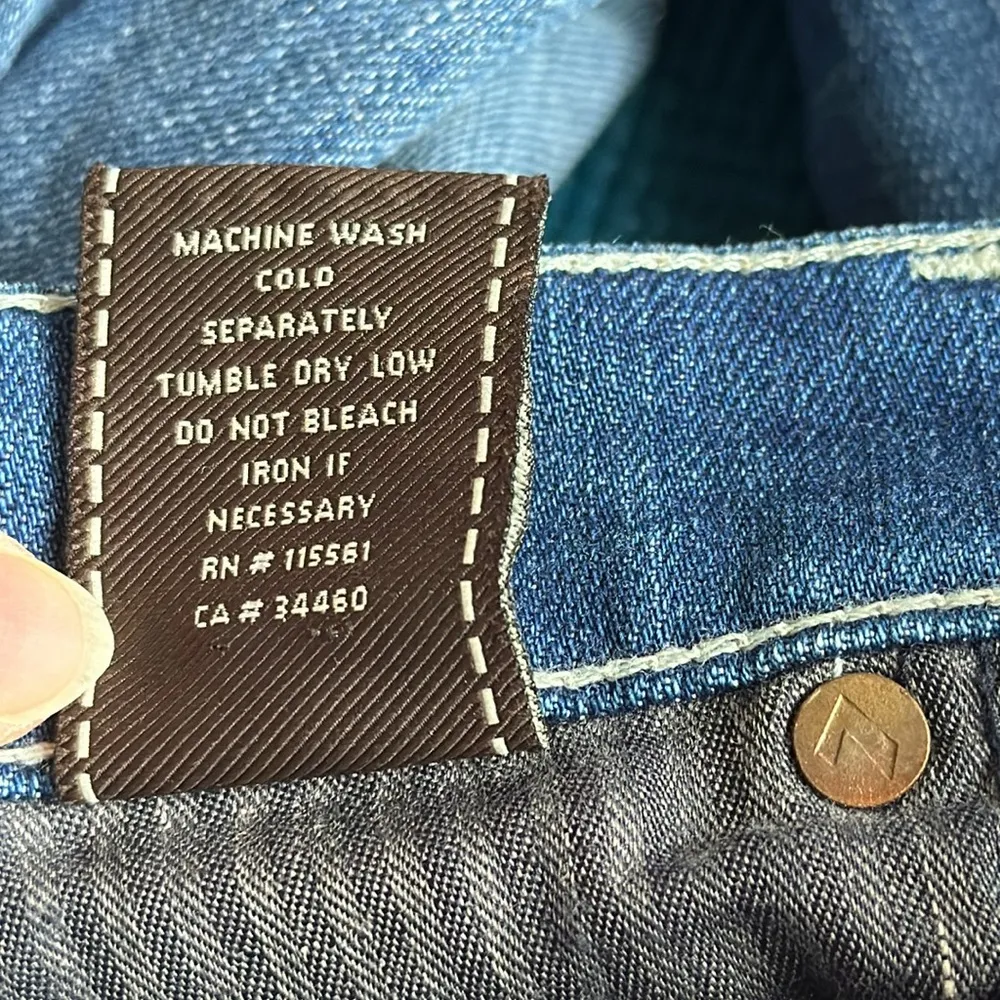 MACHINE WASH
COLD
SEPARATELY
TUMBLE DRY LOW
DO NOT BLEACH
IRON IF
NECESSARY
RN # 115561
CA # 34460